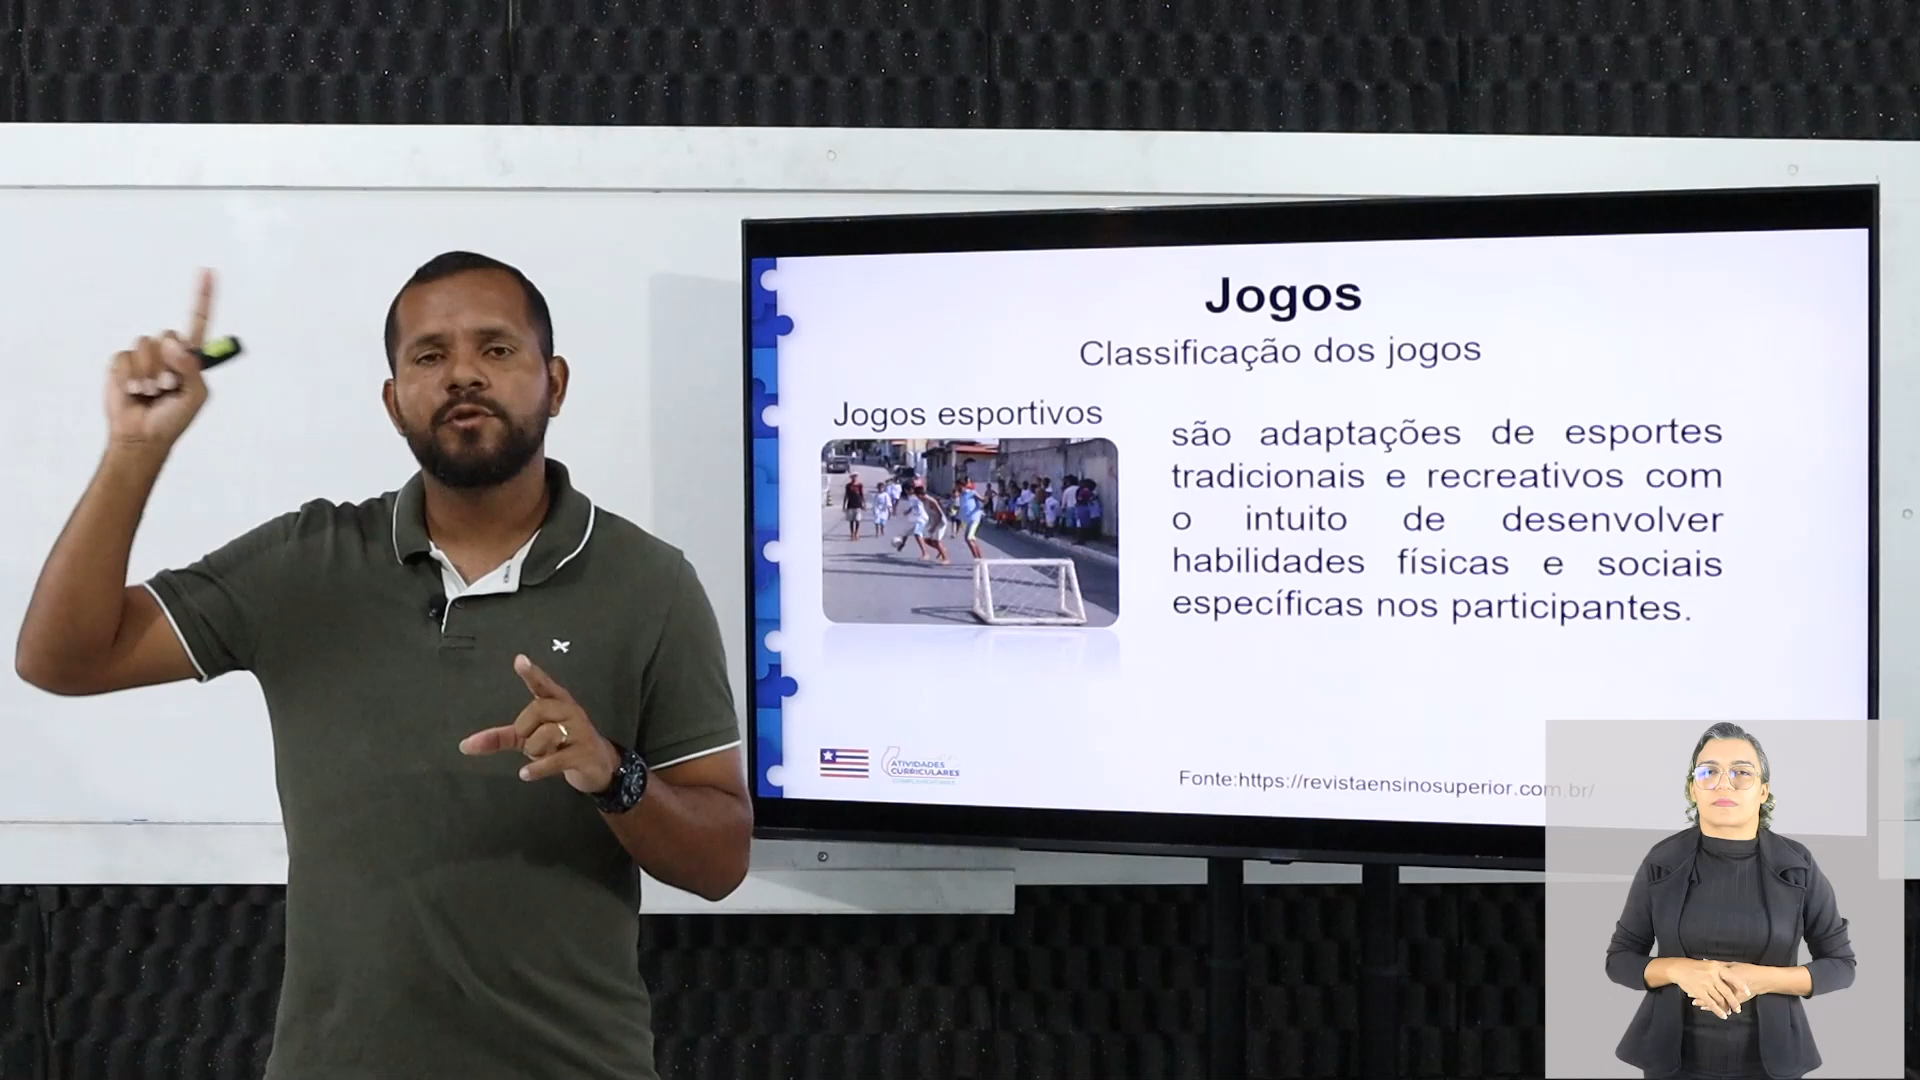 Jogos
Classificação dos jogos
Jogos esportivos
são adaptações de esportes
tradicionais e recreativos com
o intuito de desenvolver
habilidades físicas e sociais
específicas nos participantes.
ATIVIDADES
CURRICULARES
Fonte:https://revistaensinosuperior.com.br/